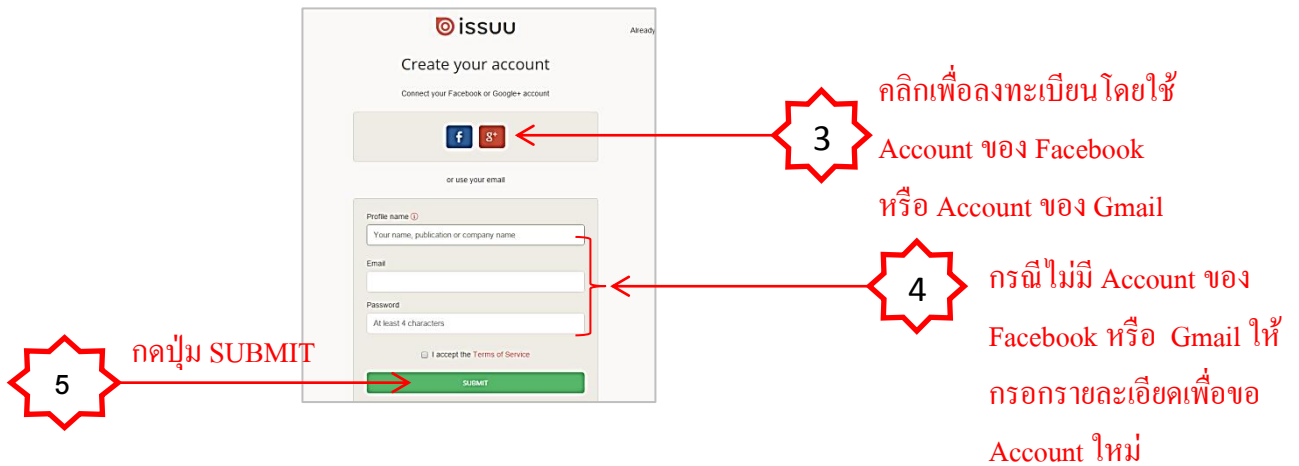 issuu
Already
Create your account
Connect your Facebook or Google+ account
f g+
or use your email
Profile name
Your name, publication or company name
Email
Password
At least 4 characters
I accept the Terms of Service
SUBMIT
3
คลิกเพื่อลงทะเบียนโดยใช้
Account ของ Facebook
หรือ Account ของ Gmail
4
กรณีไม่มี Account ของ
Facebook หรือ Gmail ให้
กรอกรายละเอียดเพื่อขอ
Account ใหม่
5
กดปุ่ม SUBMIT